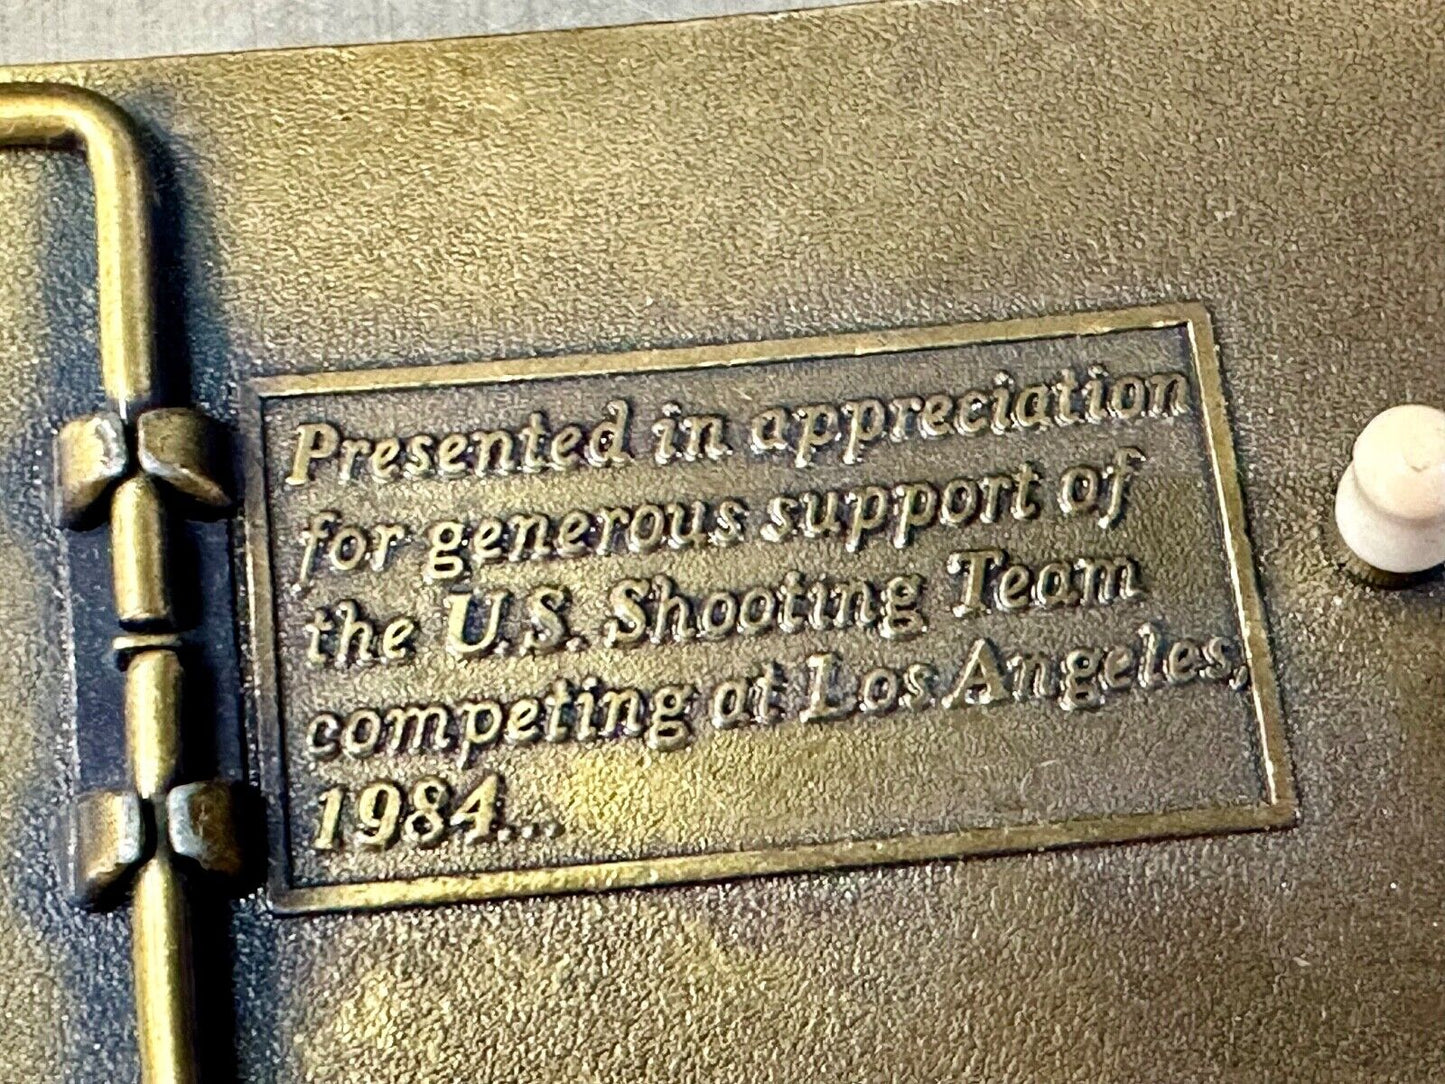 Presented in appreciation
for generous support of
the U.S. Shooting Team
competing at Los Angeles,
1984...